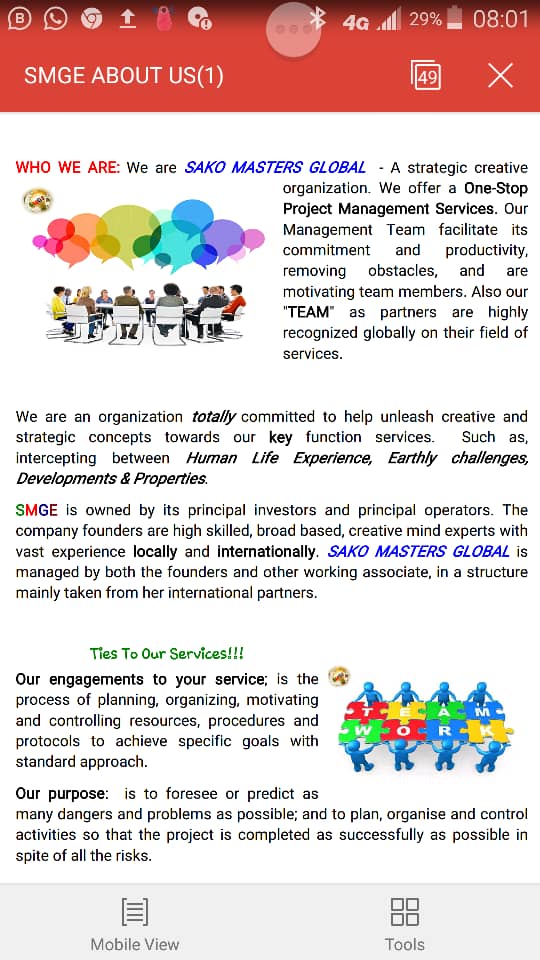 B
4G 29% 08:01
SMGE ABOUT US(1)
49
WHO WE ARE: We are SAKO MASTERS GLOBAL - A strategic creative
organization. We offer a One-Stop
Project Management Services. Our
Management Team facilitate its
commitment and productivity,
removing obstacles, and are
motivating team members. Also our
"TEAM" as partners are highly
recognized globally on their field of
services.
We are an organization totally committed to help unleash creative and
strategic concepts towards our key function services. Such as,
intercepting between Human Life Experience, Earthly challenges,
Developments & Properties.
SMGE is owned by its principal investors and principal operators. The
company founders are high skilled, broad based, creative mind experts with
vast experience locally and internationally. SAKO MASTERS GLOBAL is
managed by both the founders and other working associate, in a structure
mainly taken from her international partners.
Ties To Our Services!!!
Our engagements to your service; is the
process of planning, organizing, motivating
and controlling resources, procedures and
protocols to achieve specific goals with
standard approach.
TEAM
WORK
Our purpose: is to foresee or predict as
many dangers and problems as possible; and to plan, organise and control
activities so that the project is completed as successfully as possible in
spite of all the risks.
Mobile View
Tools